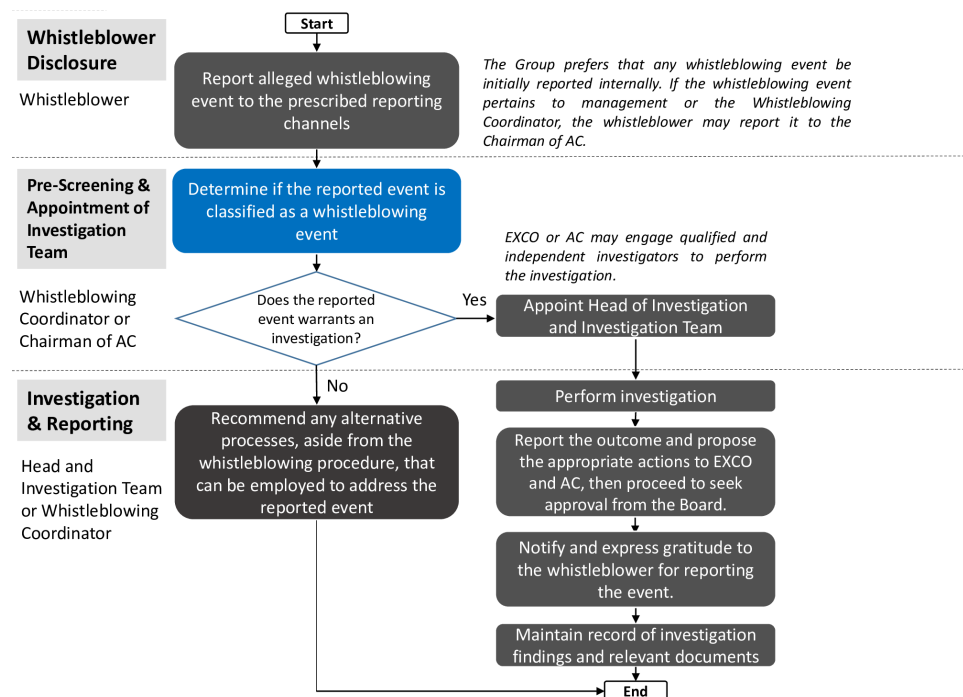 Start
Whistleblower
Disclosure
Whistleblower
Report alleged whistleblowing
event to the prescribed reporting
channels
The Group prefers that any whistleblowing event be
initially reported internally. If the whistleblowing event
pertains to management or the Whistleblowing
Coordinator, the whistleblower may report it to the
Chairman of AC.
Pre-Screening &
Appointment of
Investigation
Team
Whistleblowing
Coordinator or
Chairman of AC
Determine if the reported event is
classified as a whistleblowing
event
EXCO or AC may engage qualified and
independent investigators to perform
the investigation.
Does the reported
event warrants an
investigation?
Yes
Appoint Head of Investigation
and Investigation Team
No
Investigation
& Reporting
Head and
Investigation Team
or Whistleblowing
Coordinator
Recommend any alternative
processes, aside from the
whistleblowing procedure, that
can be employed to address the
reported event
Perform investigation
Report the outcome and propose
the appropriate actions to EXCO
and AC, then proceed to seek
approval from the Board.
Notify and express gratitude to
the whistleblower for reporting
the event.
Maintain record of investigation
findings and relevant documents
End